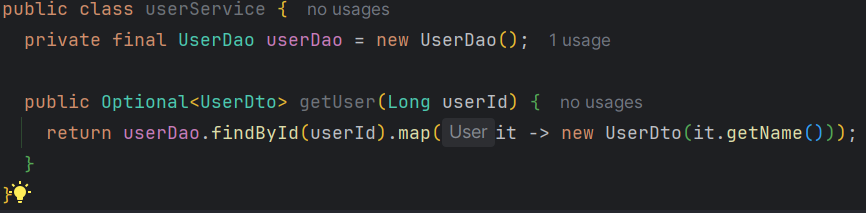 public class userService {  no usages
private final UserDao userDao = new UserDao();  1 usage
public Optional<UserDto> getUser(Long userId) {  no usages
return userDao.findById(userId).map( User it -> new UserDto(it.getName()));
}
}